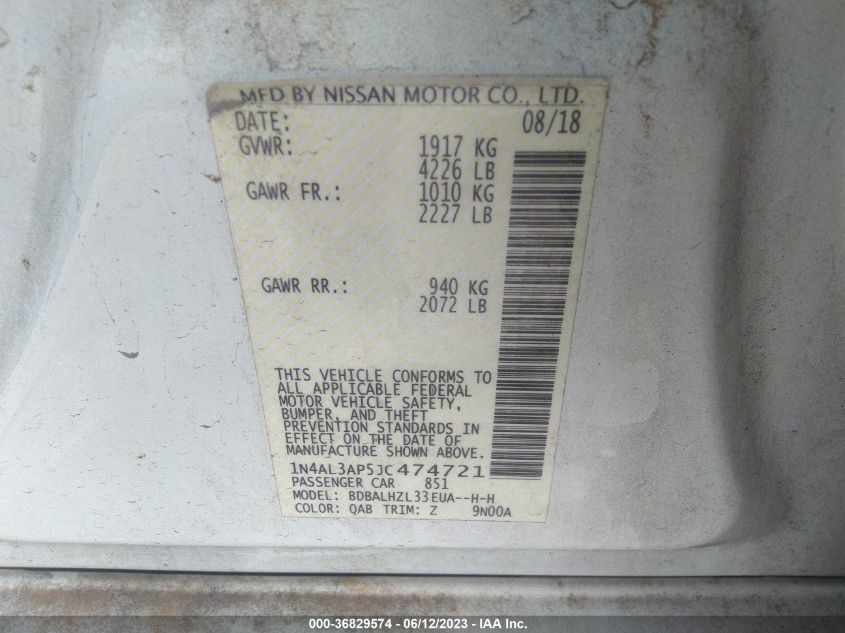 MFD BY NISSAN MOTOR CO., LTD.
DATE: 08/18
GVWR: 1917 KG
4226 LB
GAWR FR.: 1010 KG
2227 LB
GAWR RR.: 940 KG
2072 LB
THIS VEHICLE CONFORMS TO
ALL APPLICABLE FEDERAL
MOTOR VEHICLE SAFETY,
BUMPER, AND THEFT
PREVENTION STANDARDS IN
EFFECT ON THE DATE OF
MANUFACTURE SHOWN ABOVE.
1N4AL3AP5JC474721
PASSENGER CAR 851
MODEL: BDBALHZL33EUA--H-H
COLOR: QAB TRIM: Z 9N00A
000-36829574 - 06/12/2023 - IAA Inc.